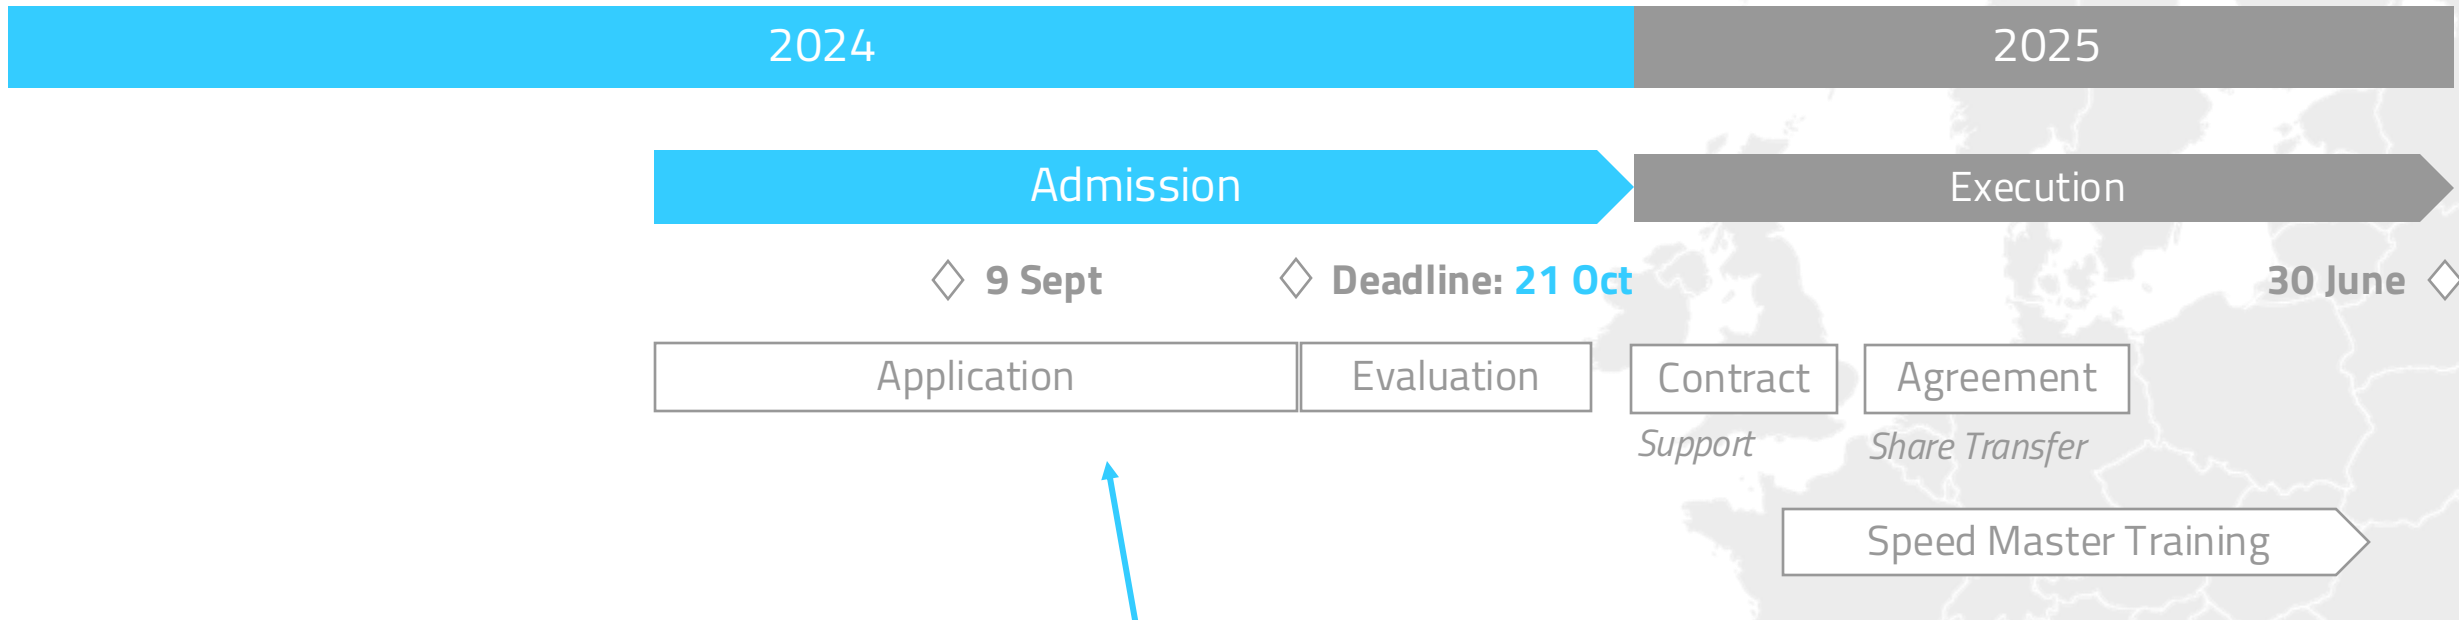 2024
2025
Admission
Execution
9 Sept
Deadline: 21 Oct
30 June
Application
Evaluation
Contract
Agreement
Support
Share Transfer
Speed Master Training